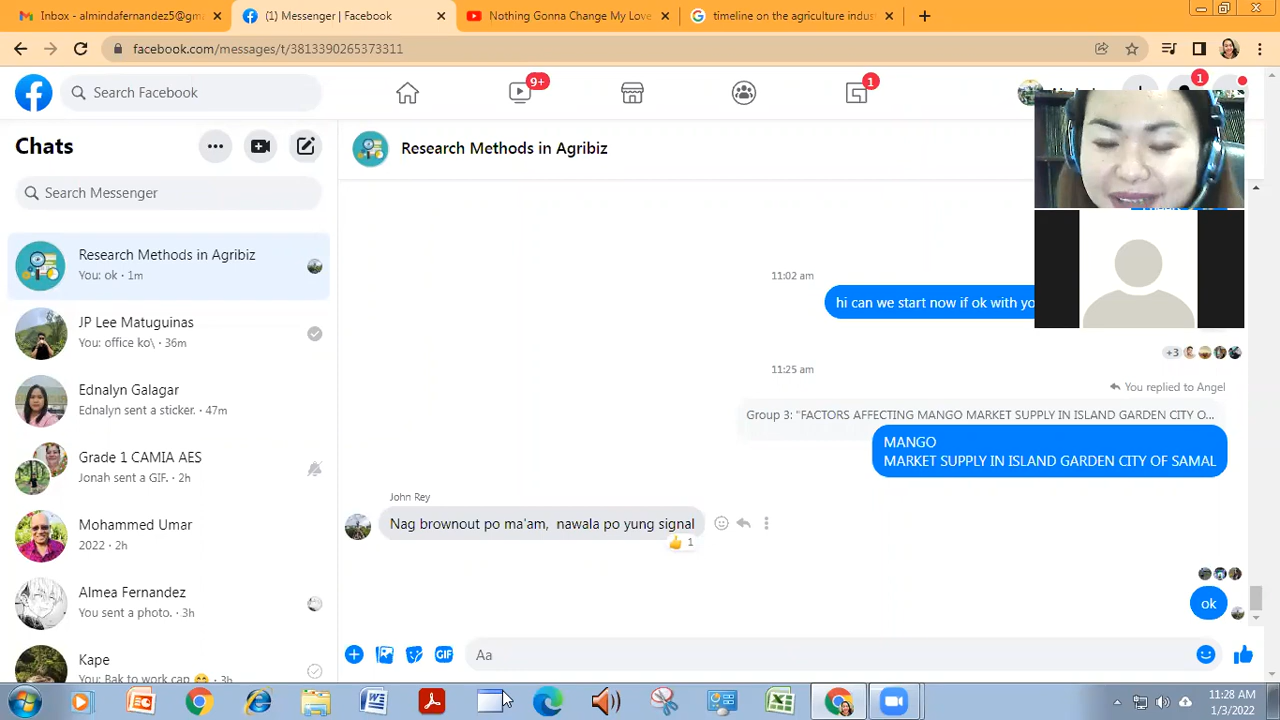 Inbox - almindafernandez5@gm
(1) Messenger | Facebook
Nothing Gonna Change My Love
timeline on the agriculture indus
facebook.com/messages/t/3813390265373311
Search Facebook
9+
1
1
Chats
Search Messenger
Research Methods in Agribiz
You: ok · 1m
JP Lee Matuguinas
You: office ko\ · 36m
Ednalyn Galagar
Ednalyn sent a sticker. · 47m
Grade 1 CAMIA AES
Jonah sent a GIF. · 2h
Mohammed Umar
2022 · 2h
Almea Fernandez
You sent a photo. · 3h
Kape
You: Bak to work cap 😁 · 3h
Research Methods in Agribiz
11:02 am
hi can we start now if ok with yo
+3
11:25 am
You replied to Angel
Group 3: "FACTORS AFFECTING MANGO MARKET SUPPLY IN ISLAND GARDEN CITY O...
MANGO
MARKET SUPPLY IN ISLAND GARDEN CITY OF SAMAL
John Rey
Nag brownout po ma'am, nawala po yung signal
👍 1
ok
GIF
Aa
11:28 AM
1/3/2022